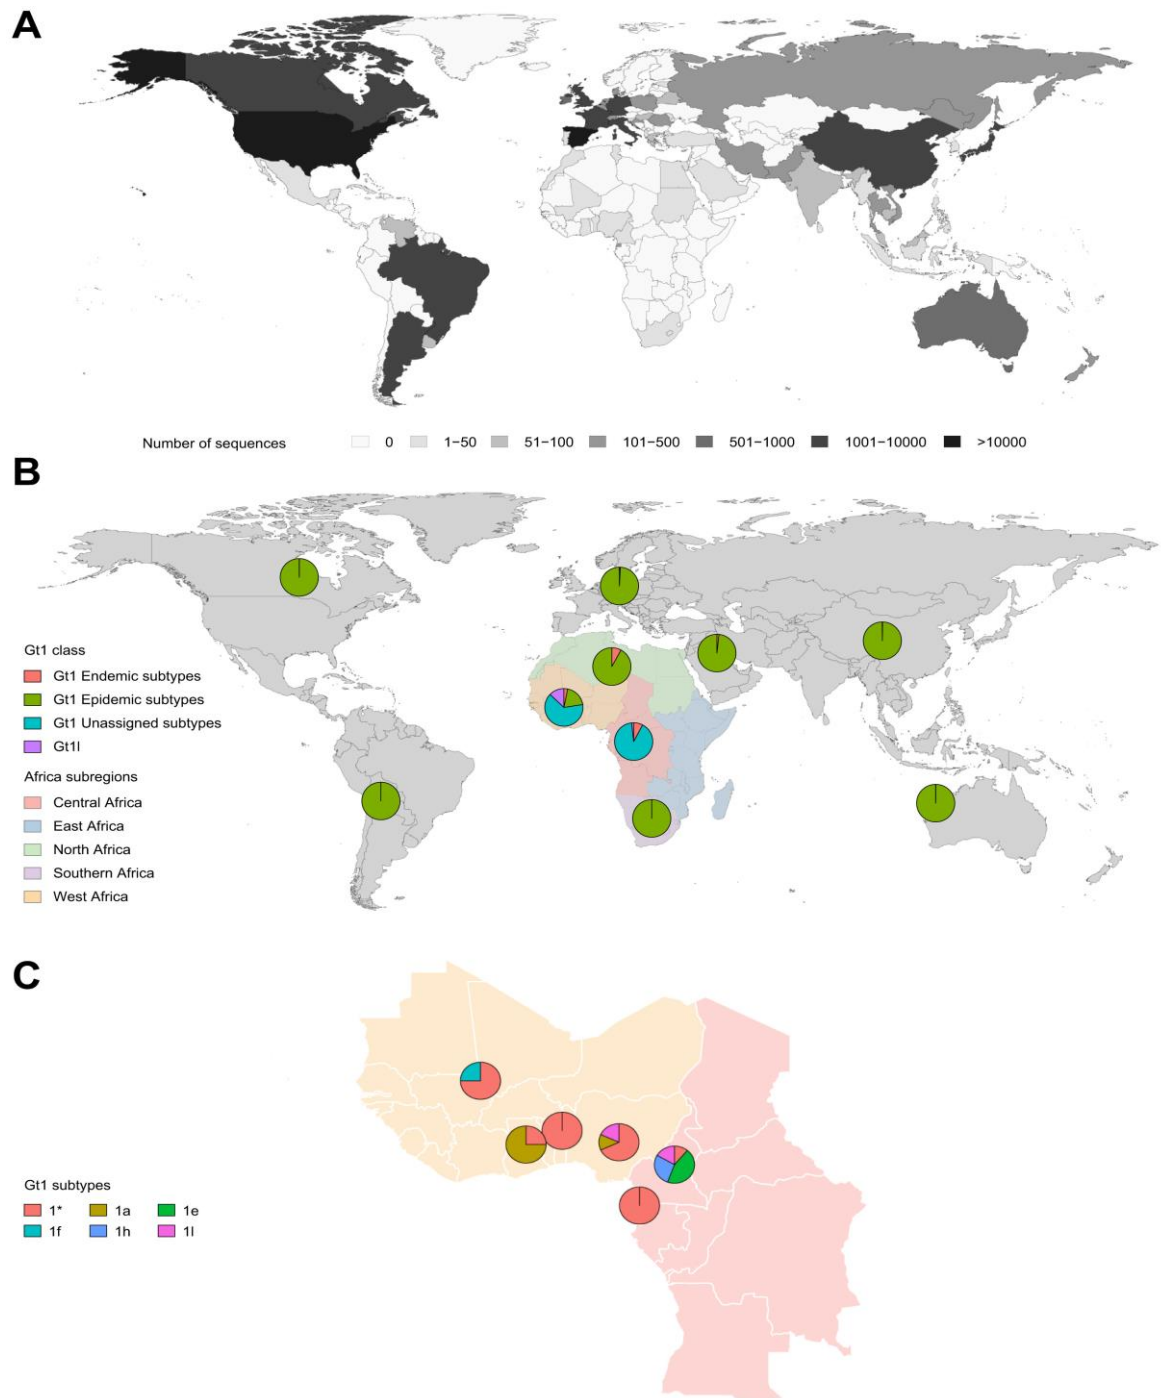 A
Number of sequences 0 1−50 51−100 101−500 501−1000 1001−10000 >10000
B
Gt1 class
Gt1 Endemic subtypes
Gt1 Epidemic subtypes
Gt1 Unassigned subtypes
Gt1l
Africa subregions
Central Africa
East Africa
North Africa
Southern Africa
West Africa
C
Gt1 subtypes
1* 1a 1e
1f 1h 1l